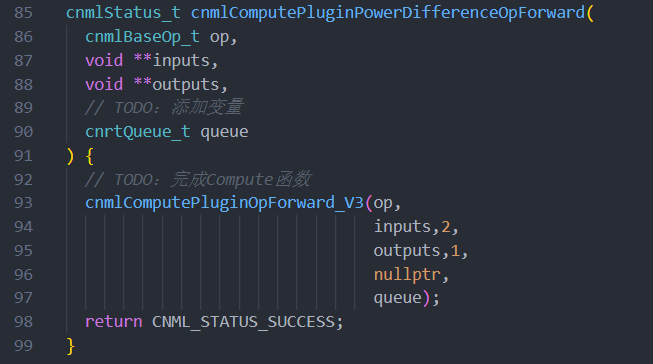 85 cnmlStatus_t cnmlComputePluginPowerDifferenceOpForward(
86   cnmlBaseOp_t op,
87   void **inputs,
88   void **outputs,
89   // TODO：添加变量
90   cnrtQueue_t queue
91 ) {
92   // TODO：完成Compute函数
93   cnmlComputePluginOpForward_V3(op,
94                                 inputs,2,
95                                 outputs,1,
96                                 nullptr,
97                                 queue);
98   return CNML_STATUS_SUCCESS;
99 }